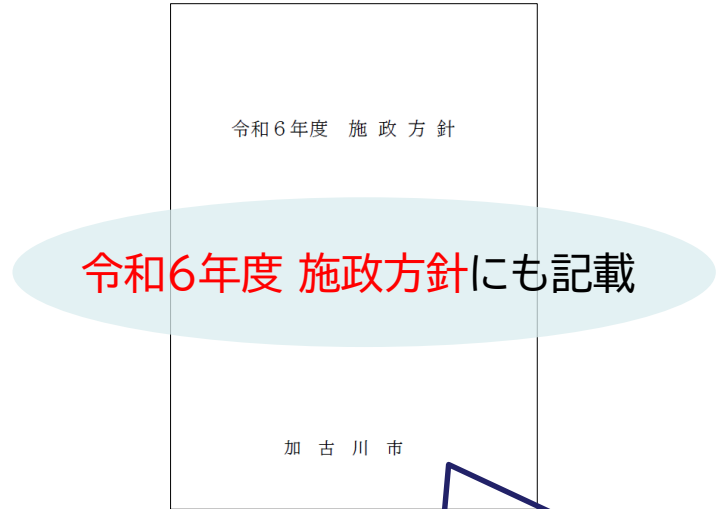 令和６年度　施 政 方 針
令和6年度 施政方針にも記載
加 古 川 市